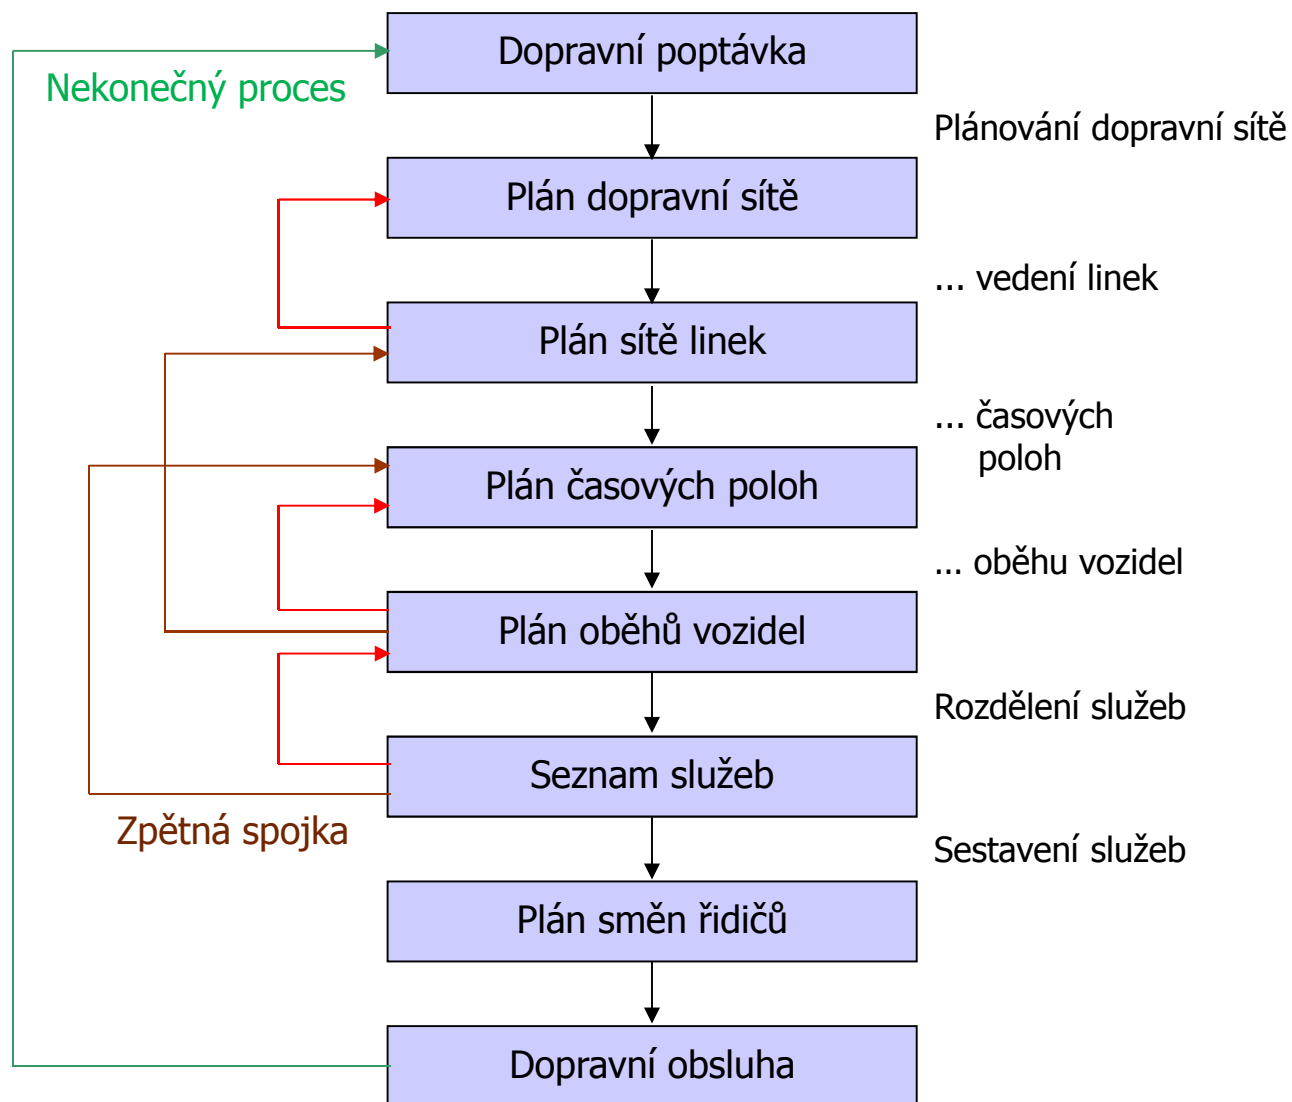 Dopravní poptávka
Nekonečný proces
Plánování dopravní sítě
Plán dopravní sítě
... vedení linek
Plán sítě linek
... časových
poloh
Plán časových poloh
... oběhu vozidel
Plán oběhů vozidel
Rozdělení služeb
Seznam služeb
Zpětná spojka
Sestavení služeb
Plán směn řidičů
Dopravní obsluha